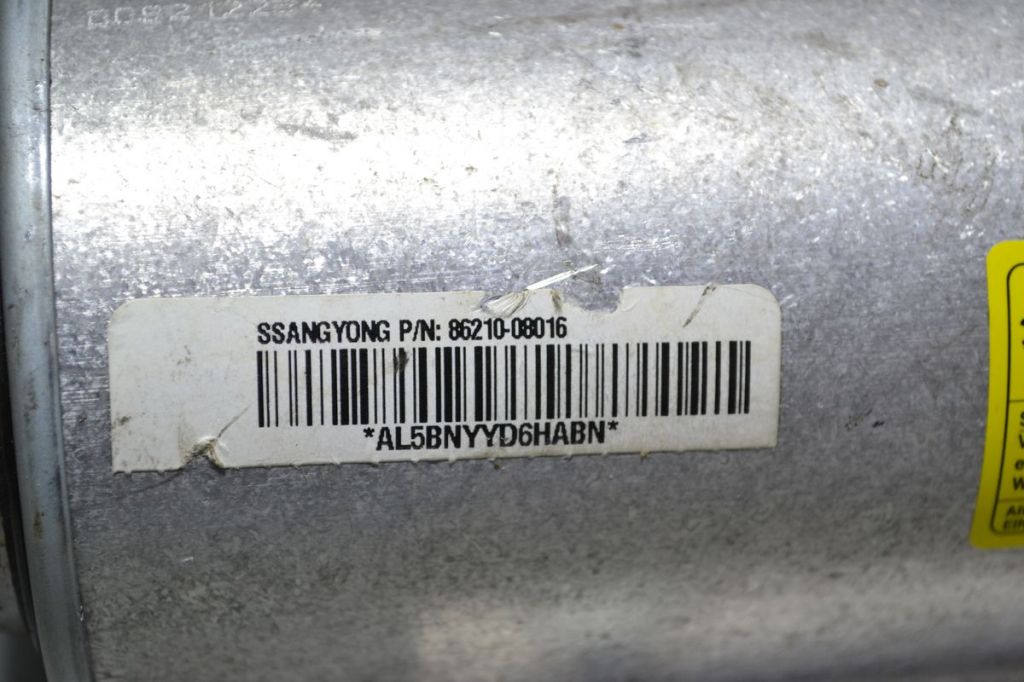 SSANGYONG P/N: 86210-08016
*AL5BNYYD6HABN*